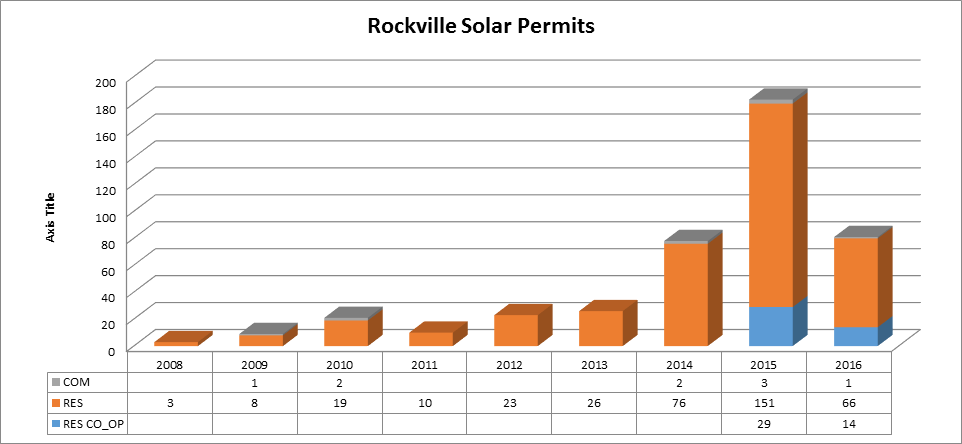 Rockville Solar Permits
200
180
160
140
120
100
80
60
40
20
0
Axis Title
2008 2009 2010 2011 2012 2013 2014 2015 2016
COM 1 2 2 3 1
RES 3 8 19 10 23 26 76 151 66
RES CO_OP 29 14